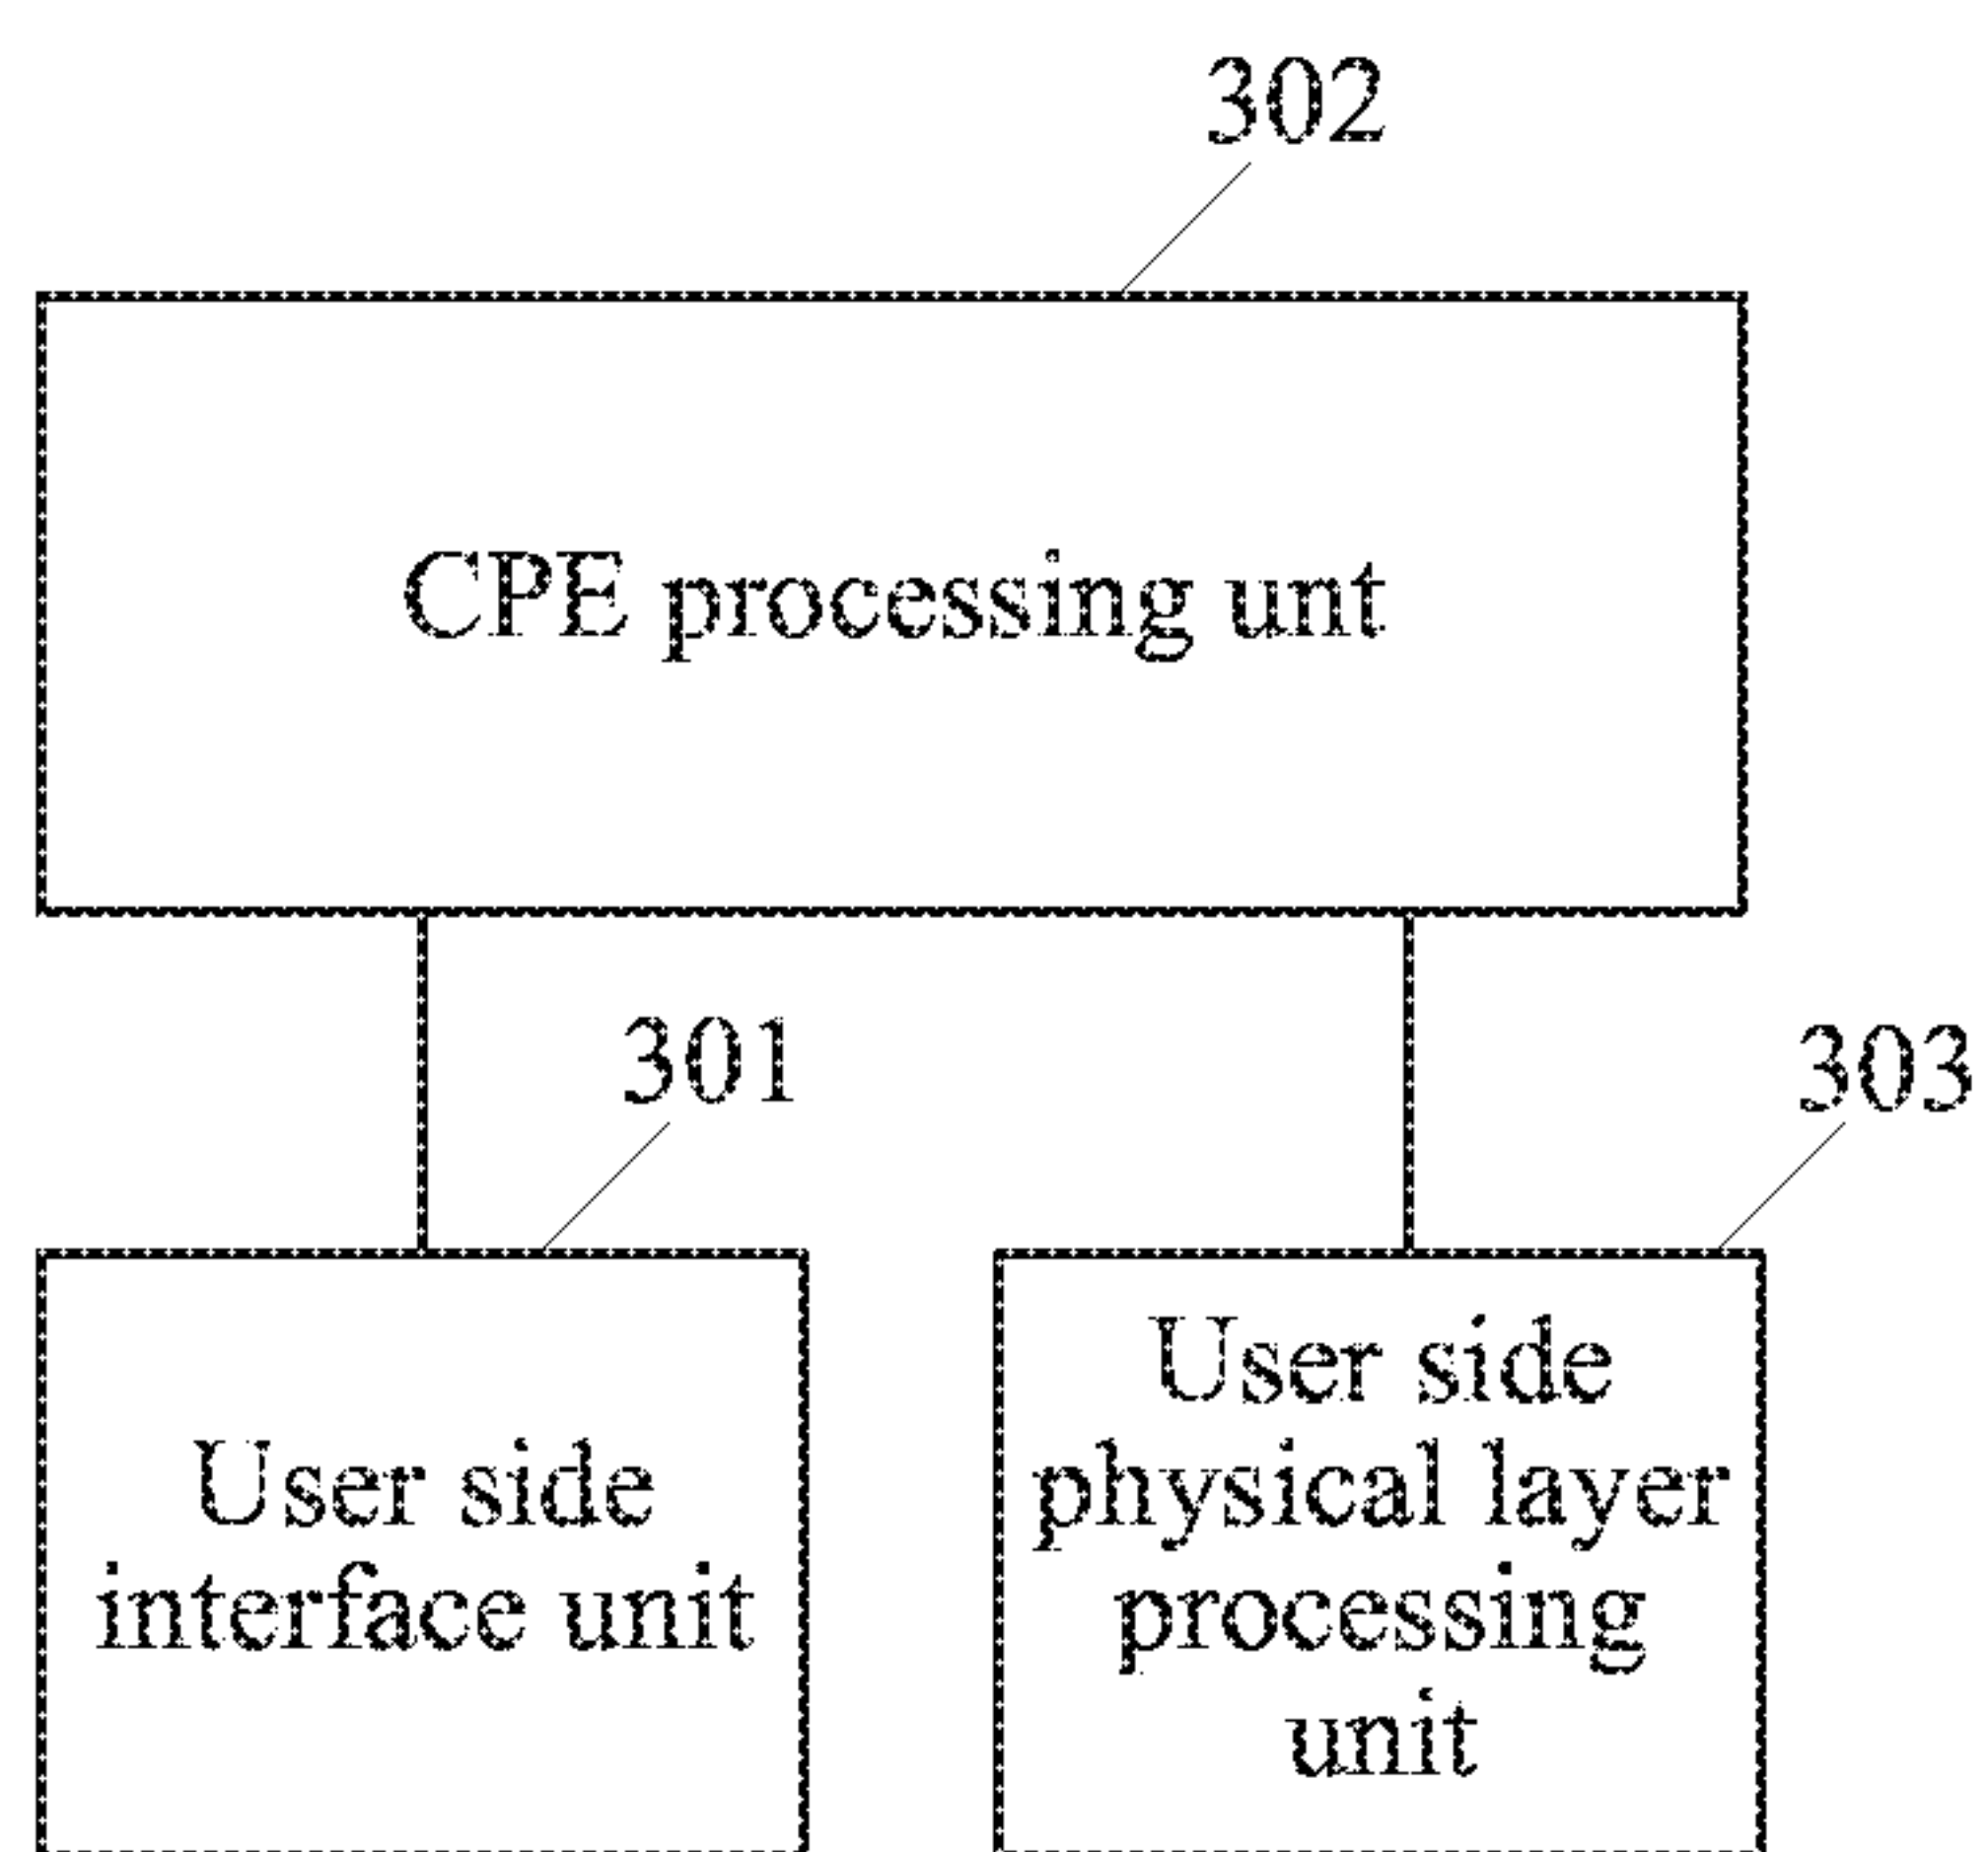 302
CPE processing unt
301
303
User side
interface unit
User side
physical layer
processing
unit